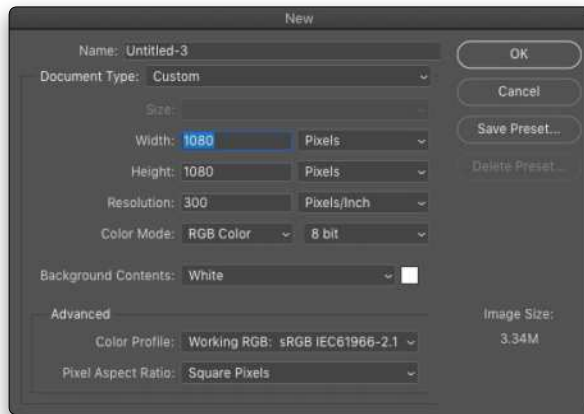 New
Name: Untitled-3
OK
Document Type: Custom
Cancel
Size:
Width: 1080 Pixels
Save Preset...
Height: 1080 Pixels
Delete Preset...
Resolution: 300 Pixels/Inch
Color Mode: RGB Color 8 bit
Background Contents: White
Advanced
Image Size:
Color Profile: Working RGB: sRGB IEC61966-2.1
3.34M
Pixel Aspect Ratio: Square Pixels